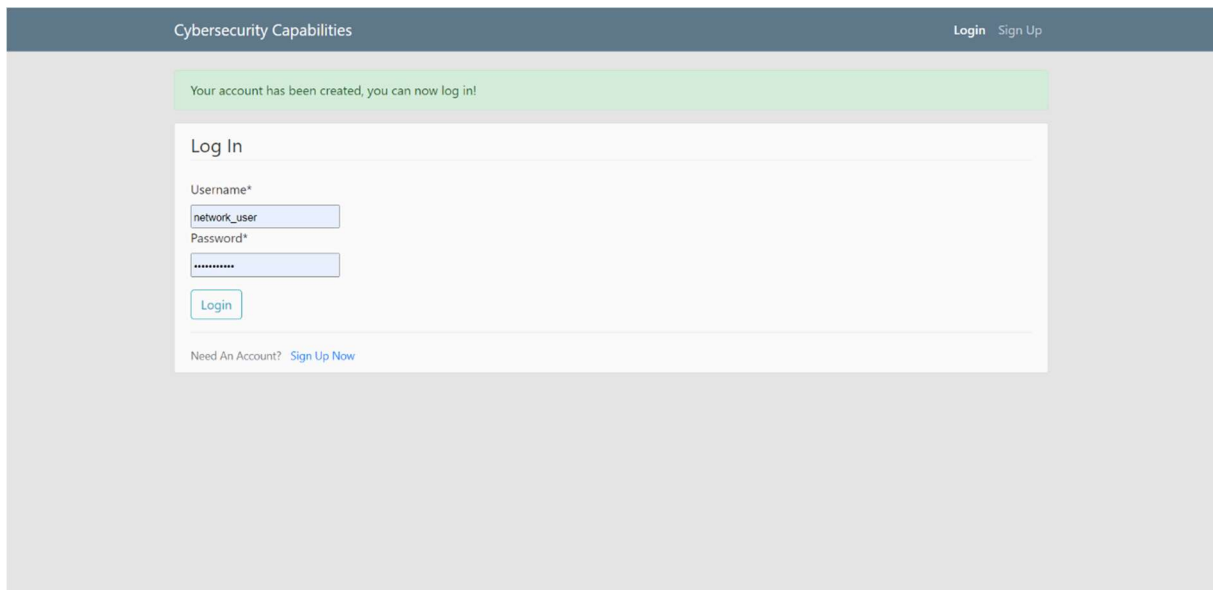 Cybersecurity Capabilities
Login Sign Up
Your account has been created, you can now log in!
Log In
Username*
network_user
Password*
•••••••••••
Login
Need An Account? Sign Up Now